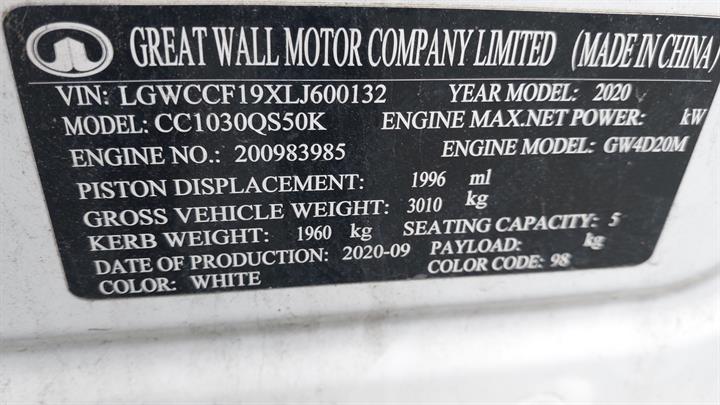 GREAT WALL MOTOR COMPANY LIMITED (MADE IN CHINA)
VIN: LGWCCF19XLJ600132 YEAR MODEL: 2020
MODEL: CC1030QS50K ENGINE MAX.NET POWER: kW
ENGINE NO.: 200983985 ENGINE MODEL: GW4D20M
PISTON DISPLACEMENT: 1996 ml
GROSS VEHICLE WEIGHT: 3010 kg
KERB WEIGHT: 1960 kg SEATING CAPACITY: 5
DATE OF PRODUCTION: 2020-09 PAYLOAD: kg
COLOR: WHITE COLOR CODE: 98